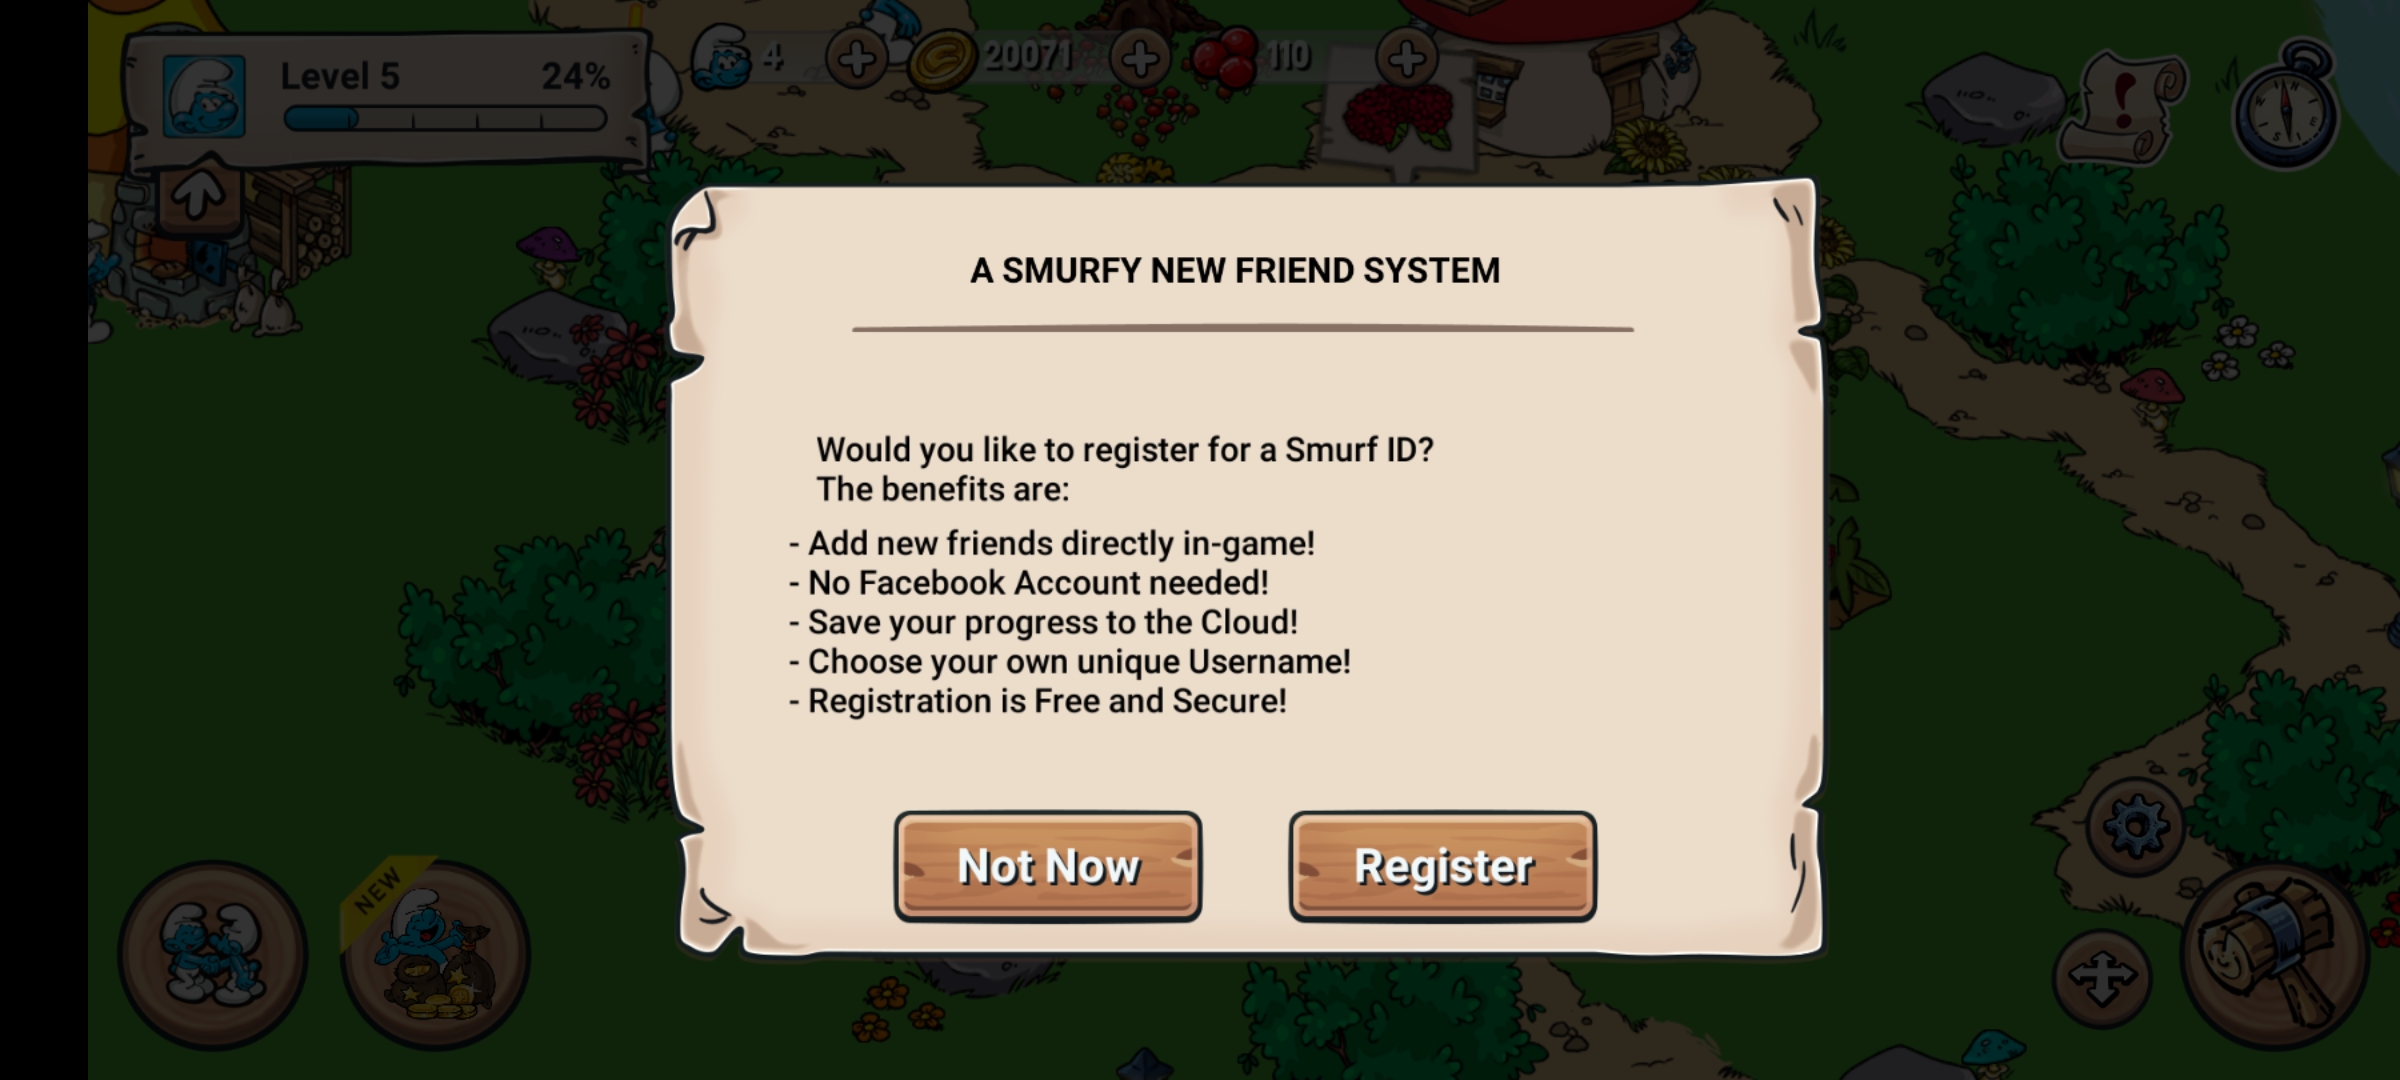 Level 5
24%
4
20071
110
A SMURFY NEW FRIEND SYSTEM
Would you like to register for a Smurf ID?
The benefits are:
- Add new friends directly in-game!
- No Facebook Account needed!
- Save your progress to the Cloud!
- Choose your own unique Username!
- Registration is Free and Secure!
Not Now
Register
NEW